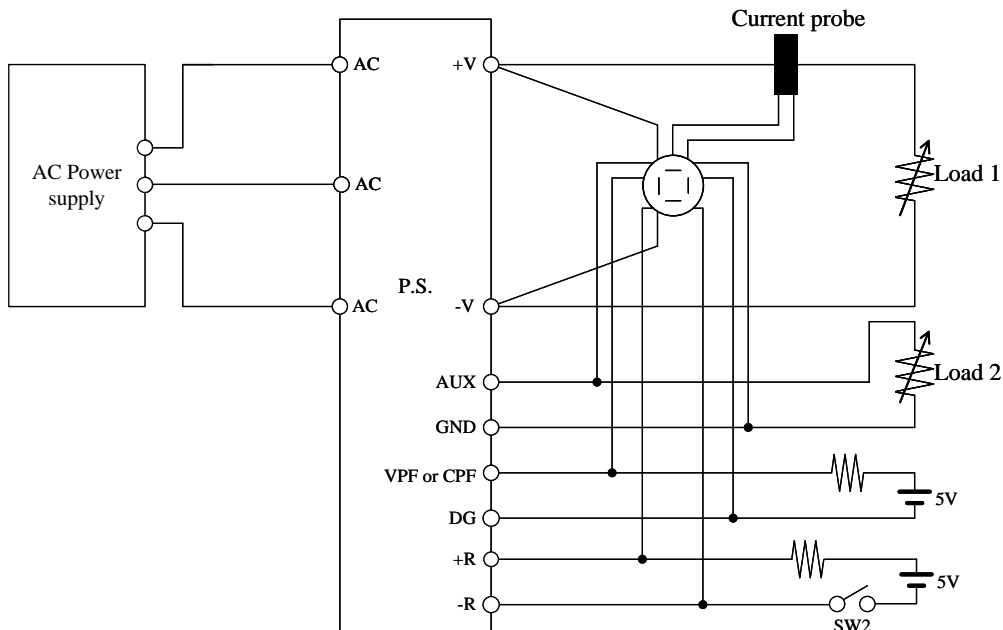 Current probe
AC
+V
AC Power
supply
AC
Load 1
P.S.
AC
-V
AUX
Load 2
GND
VPF or CPF
5V
DG
+R
5V
-R
SW2